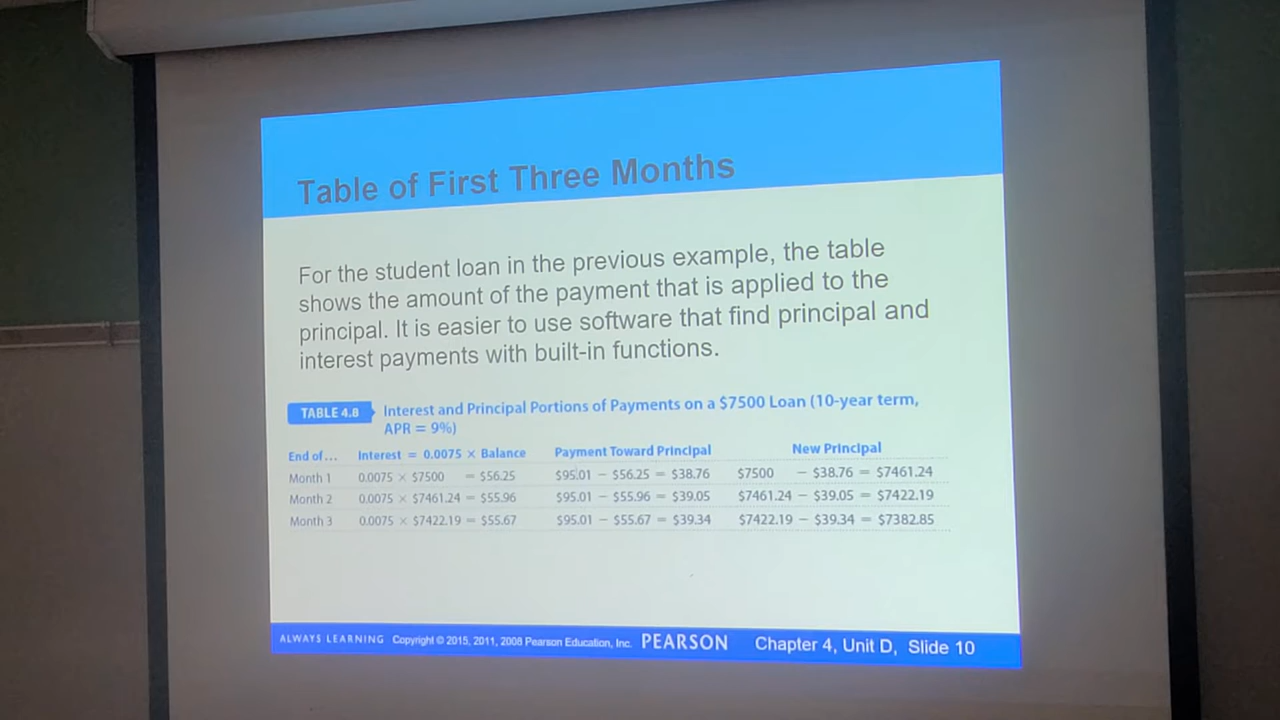 Table of First Three Months
For the student loan in the previous example, the table
shows the amount of the payment that is applied to the
principal. It is easier to use software that find principal and
interest payments with built-in functions.
TABLE 4.8 Interest and Principal Portions of Payments on a $7500 Loan (10-year term,
APR = 9%)
End of... Interest = 0.0075 × Balance Payment Toward Principal New Principal
Month 1 0.0075 × $7500 = $56.25 $95.01 − $56.25 = $38.76 $7500 − $38.76 = $7461.24
Month 2 0.0075 × $7461.24 = $55.96 $95.01 − $55.96 = $39.05 $7461.24 − $39.05 = $7422.19
Month 3 0.0075 × $7422.19 = $55.67 $95.01 − $55.67 = $39.34 $7422.19 − $39.34 = $7382.85
ALWAYS LEARNING Copyright © 2015, 2011, 2008 Pearson Education, Inc. PEARSON Chapter 4, Unit D, Slide 10